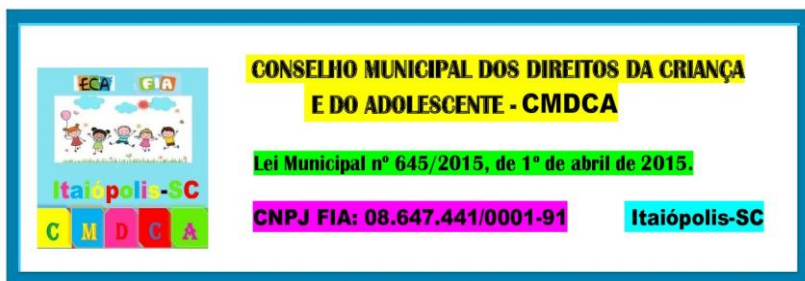 ECA FIA
Itaiópolis-SC
C M D C A
CONSELHO MUNICIPAL DOS DIREITOS DA CRIANÇA
E DO ADOLESCENTE - CMDCA
Lei Municipal nº 645/2015, de 1º de abril de 2015.
CNPJ FIA: 08.647.441/0001-91 Itaiópolis-SC